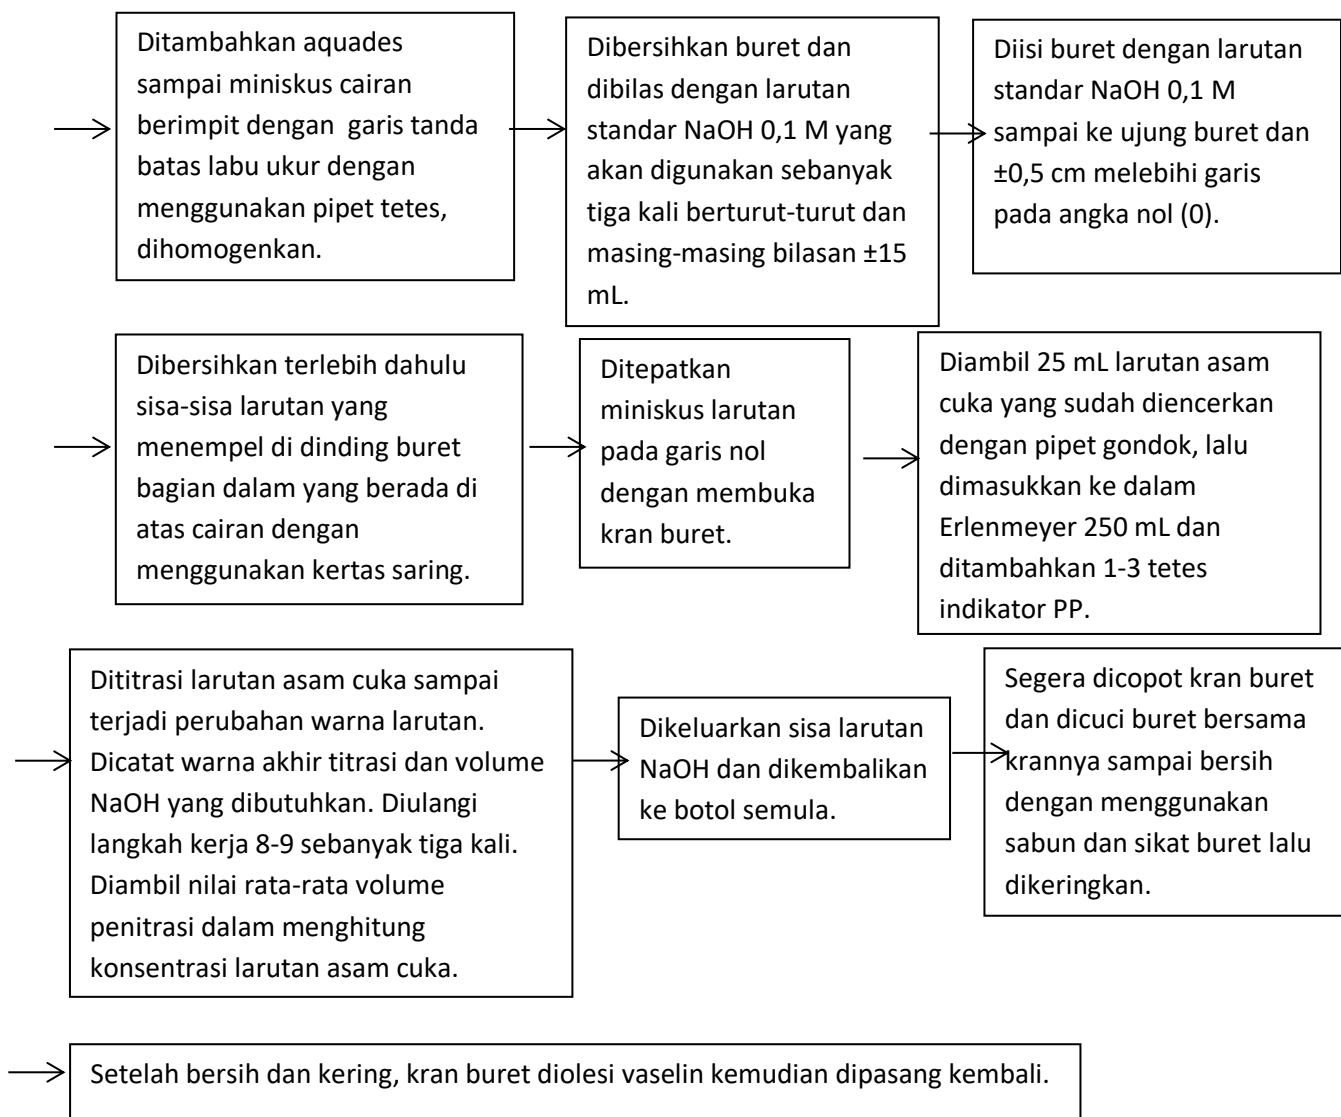 Ditambahkan aquades
sampai miniskus cairan
berimpit dengan garis tanda
batas labu ukur dengan
menggunakan pipet tetes,
dihomogenkan.
Dibersihkan buret dan
dibilas dengan larutan
standar NaOH 0,1 M yang
akan digunakan sebanyak
tiga kali berturut-turut dan
masing-masing bilasan ±15
mL.
Diisi buret dengan larutan
standar NaOH 0,1 M
sampai ke ujung buret dan
±0,5 cm melebihi garis
pada angka nol (0).
Dibersihkan terlebih dahulu
sisa-sisa larutan yang
menempel di dinding buret
bagian dalam yang berada di
atas cairan dengan
menggunakan kertas saring.
Ditepatkan
miniskus larutan
pada garis nol
dengan membuka
kran buret.
Diambil 25 mL larutan asam
cuka yang sudah diencerkan
dengan pipet gondok, lalu
dimasukkan ke dalam
Erlenmeyer 250 mL dan
ditambahkan 1-3 tetes
indikator PP.
Dititrasi larutan asam cuka sampai
terjadi perubahan warna larutan.
Dicatat warna akhir titrasi dan volume
NaOH yang dibutuhkan. Diulangi
langkah kerja 8-9 sebanyak tiga kali.
Diambil nilai rata-rata volume
penitrasi dalam menghitung
konsentrasi larutan asam cuka.
Dikeluarkan sisa larutan
NaOH dan dikembalikan
ke botol semula.
Segera dicopot kran buret
dan dicuci buret bersama
krannya sampai bersih
dengan menggunakan
sabun dan sikat buret lalu
dikeringkan.
Setelah bersih dan kering, kran buret diolesi vaselin kemudian dipasang kembali.